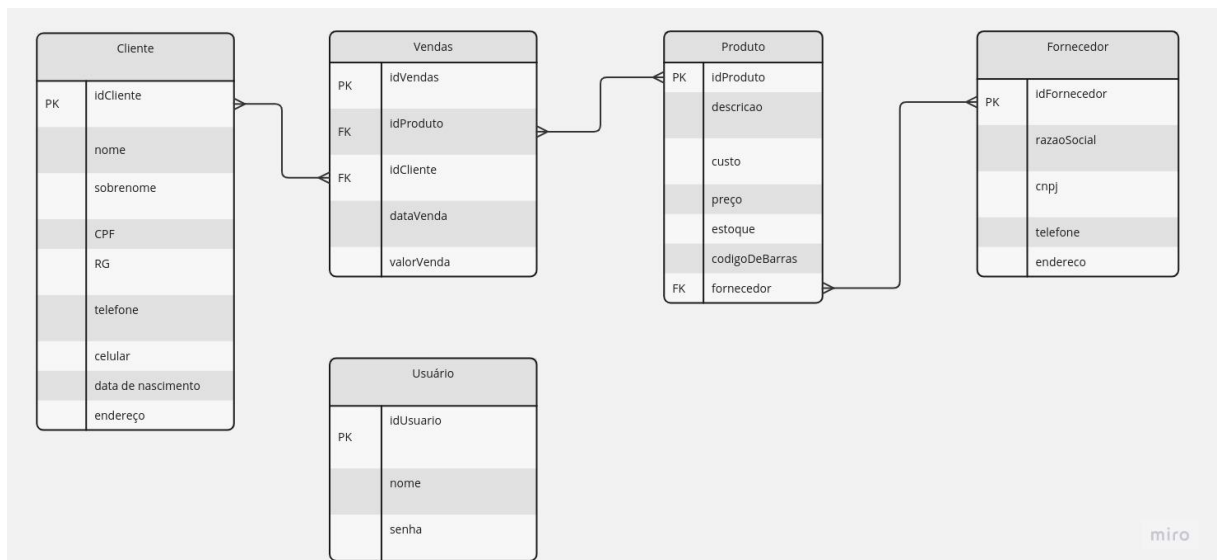 Cliente
PK idCliente
nome
sobrenome
CPF
RG
telefone
celular
data de nascimento
endereço
Vendas
PK idVendas
FK idProduto
FK idCliente
dataVenda
valorVenda
Produto
PK idProduto
descricao
custo
preço
estoque
codigoDeBarras
FK fornecedor
Fornecedor
PK idFornecedor
razaoSocial
cnpj
telefone
endereco
Usuário
PK idUsuario
nome
senha
miro